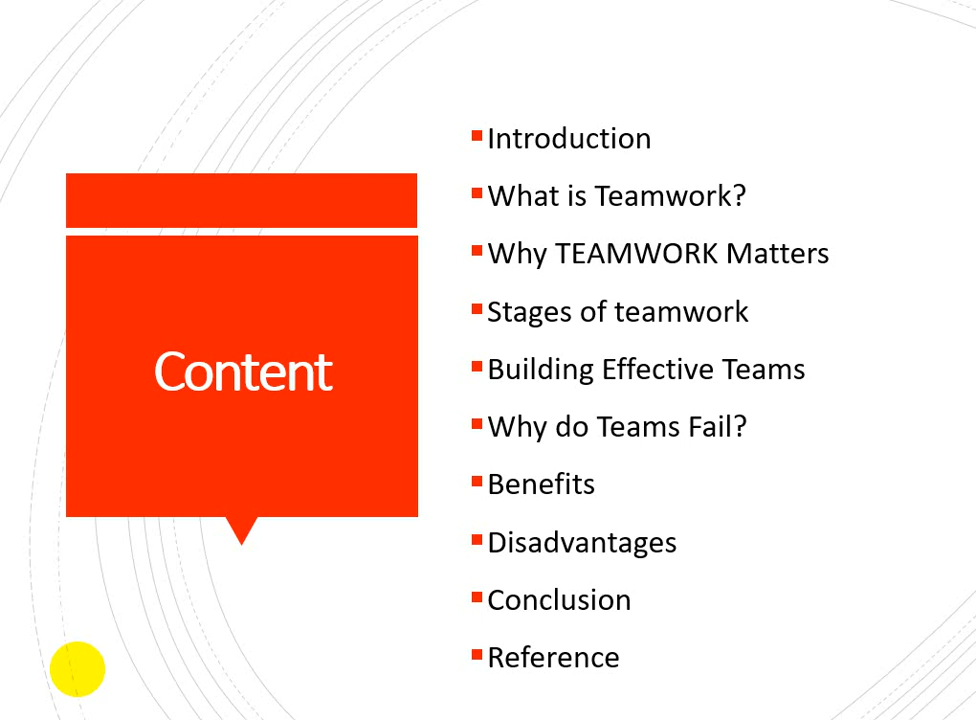 Content
Introduction
What is Teamwork?
Why TEAMWORK Matters
Stages of teamwork
Building Effective Teams
Why do Teams Fail?
Benefits
Disadvantages
Conclusion
Reference